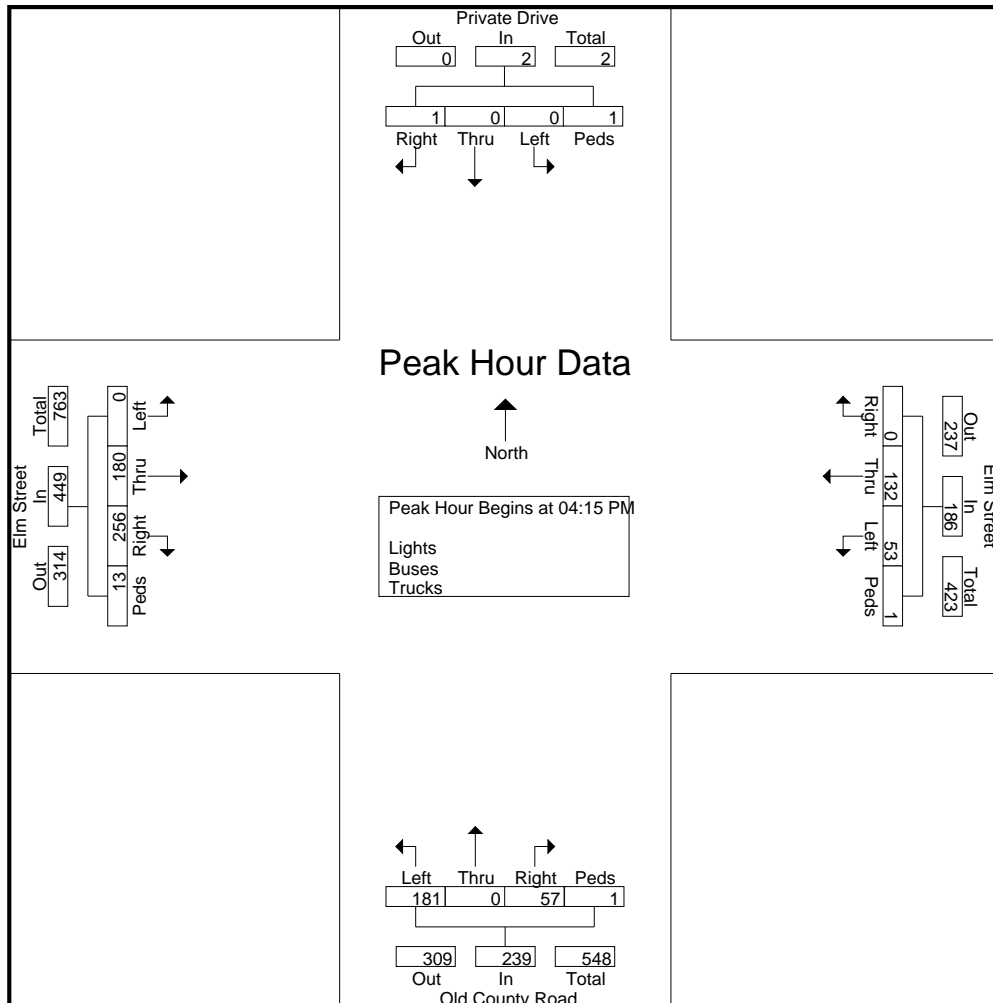 Private Drive
Out In Total
0 2 2
1 0 0 1
Right Thru Left Peds
Peak Hour Data
North
Peak Hour Begins at 04:15 PM
Lights
Buses
Trucks
Elm Street
Out In Total
314 449 763
0 180 256 13
Left Thru Right Peds
Right Thru Left Peds
0 132 53 1
237 186 423
Out In Total
Elm Street
Left Thru Right Peds
181 0 57 1
309 239 548
Out In Total
Old County Road